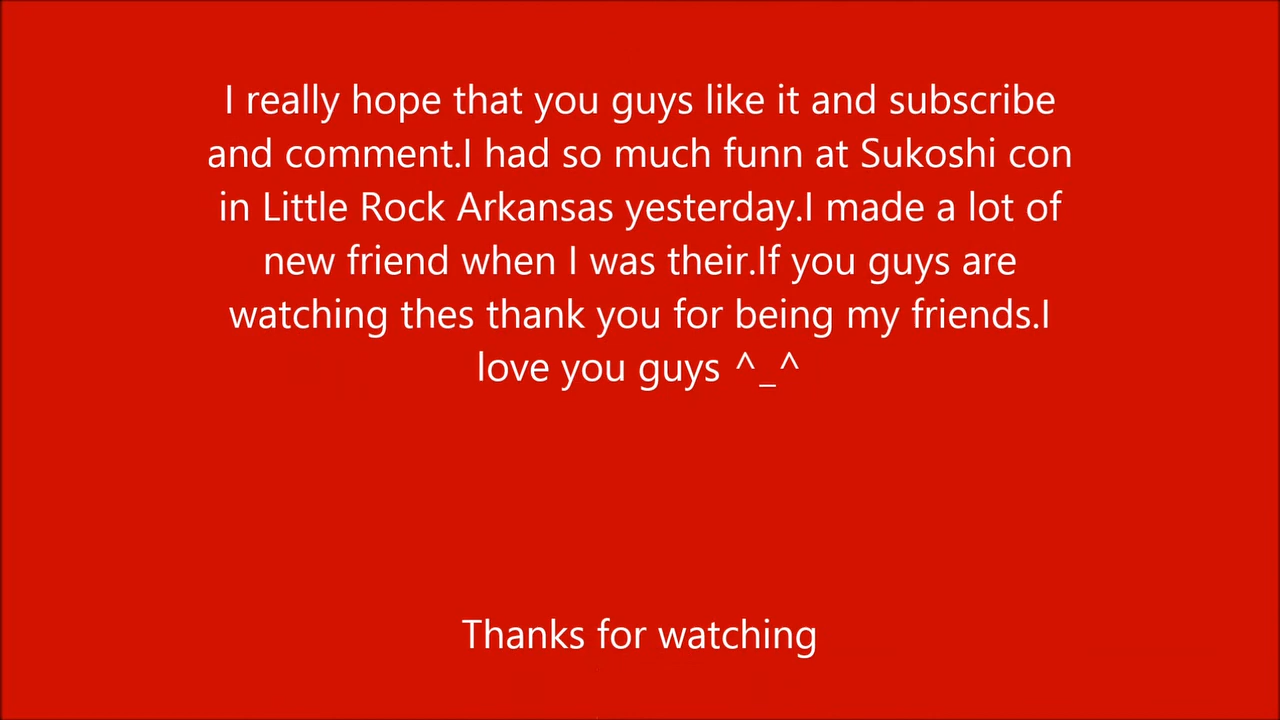 I really hope that you guys like it and subscribe
and comment.I had so much funn at Sukoshi con
in Little Rock Arkansas yesterday.I made a lot of
new friend when I was their.If you guys are
watching thes thank you for being my friends.I
love you guys ^_^
Thanks for watching